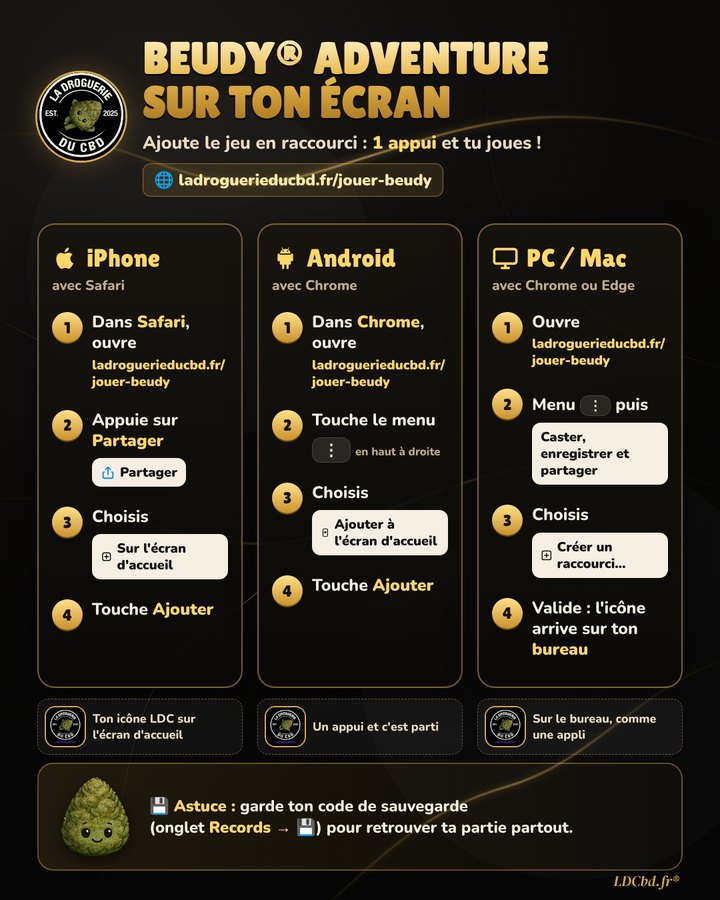 BEUDY® ADVENTURE
SUR TON ÉCRAN
LA DROGUERIE
EST. 2025
DU CBD
Ajoute le jeu en raccourci : 1 appui et tu joues !
🌐 ladroguerieducbd.fr/jouer-beudy
iPhone
avec Safari
1 Dans Safari,
ouvre
ladroguerieducbd.fr/
jouer-beudy
2 Appuie sur
Partager
Partager
3 Choisis
Sur l'écran
d'accueil
4 Touche Ajouter
Android
avec Chrome
1 Dans Chrome,
ouvre
ladroguerieducbd.fr/
jouer-beudy
2 Touche le menu
⋮ en haut à droite
3 Choisis
Ajouter à
l'écran d'accueil
4 Touche Ajouter
PC / Mac
avec Chrome ou Edge
1 Ouvre
ladroguerieducbd.fr/
jouer-beudy
2 Menu ⋮ puis
Caster,
enregistrer et
partager
3 Choisis
Créer un
raccourci...
4 Valide : l'icône
arrive sur ton
bureau
Ton icône LDC sur
l'écran d'accueil
Un appui et c'est parti
Sur le bureau, comme
une appli
💾 Astuce : garde ton code de sauvegarde
(onglet Records → 💾) pour retrouver ta partie partout.
LDCbd.fr®